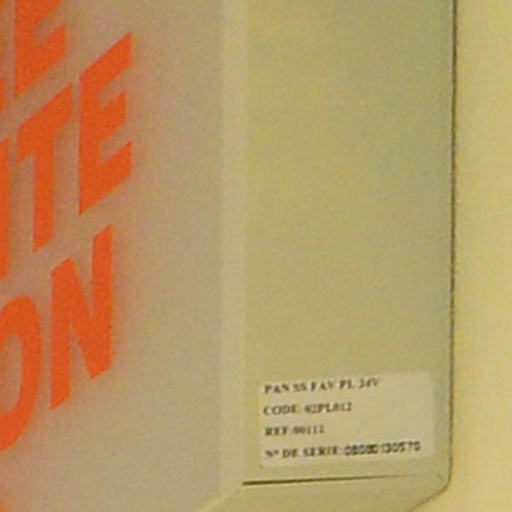 ITE
ON
PAN SS FAV PL 24V
CODE: 02PL012
REF:00111
Nº DE SERIE:08080130570